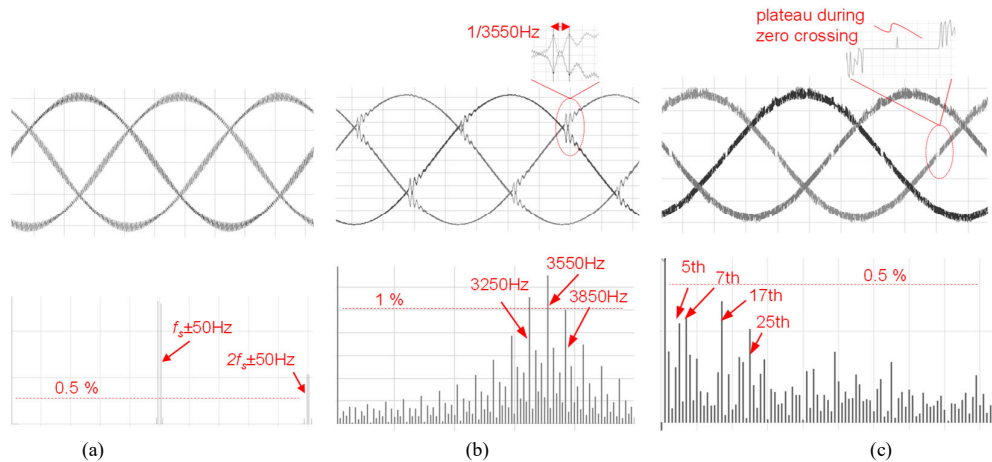 1/3550Hz
plateau during
zero crossing
fs±50Hz
2fs±50Hz
0.5 %
1 %
3250Hz
3550Hz
3850Hz
5th
7th
17th
25th
0.5 %
(a)
(b)
(c)